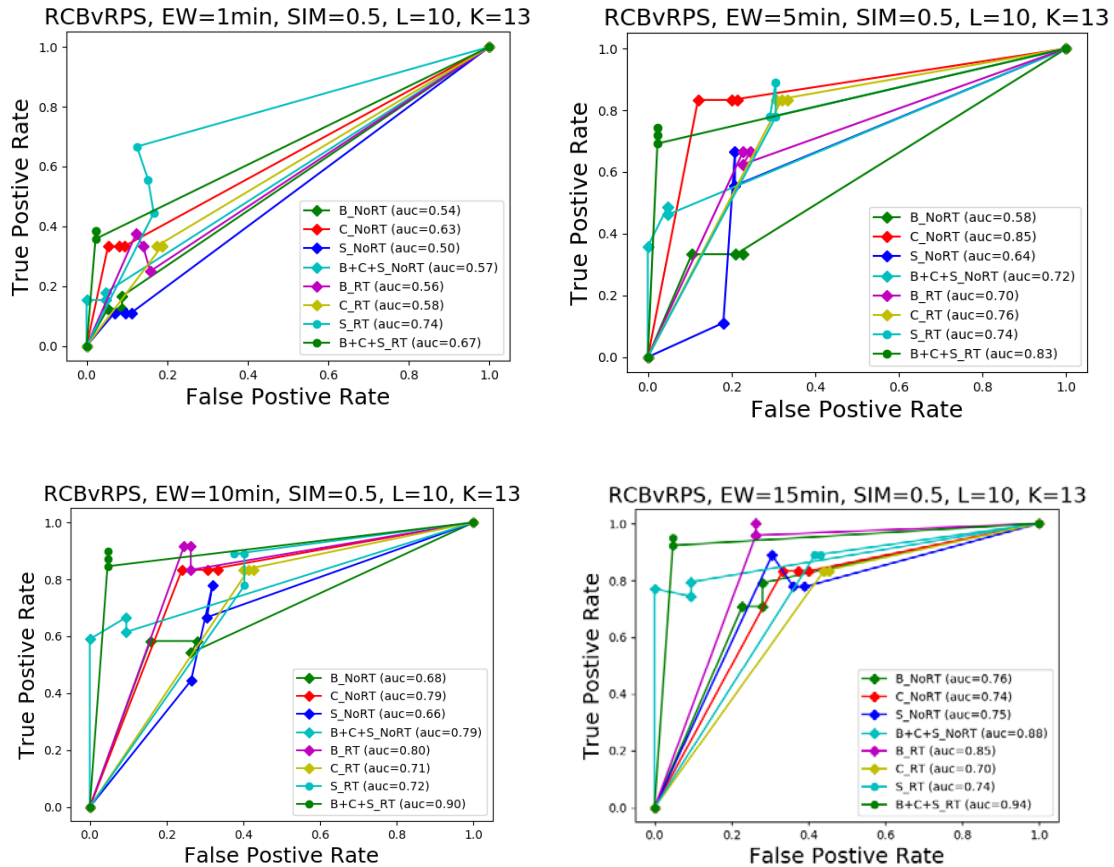 RCBvRPS, EW=1min, SIM=0.5, L=10, K=13
1.0
0.8
0.6
0.4
0.2
0.0
True Postive Rate
B_NoRT (auc=0.54)
C_NoRT (auc=0.63)
S_NoRT (auc=0.50)
B+C+S_NoRT (auc=0.57)
B_RT (auc=0.56)
C_RT (auc=0.58)
S_RT (auc=0.74)
B+C+S_RT (auc=0.67)
0.0 0.2 0.4 0.6 0.8 1.0
False Postive Rate
RCBvRPS, EW=5min, SIM=0.5, L=10, K=13
1.0
0.8
0.6
0.4
0.2
0.0
True Postive Rate
B_NoRT (auc=0.58)
C_NoRT (auc=0.85)
S_NoRT (auc=0.64)
B+C+S_NoRT (auc=0.72)
B_RT (auc=0.70)
C_RT (auc=0.76)
S_RT (auc=0.74)
B+C+S_RT (auc=0.83)
0.0 0.2 0.4 0.6 0.8 1.0
False Postive Rate
RCBvRPS, EW=10min, SIM=0.5, L=10, K=13
1.0
0.8
0.6
0.4
0.2
0.0
True Postive Rate
B_NoRT (auc=0.68)
C_NoRT (auc=0.79)
S_NoRT (auc=0.66)
B+C+S_NoRT (auc=0.79)
B_RT (auc=0.80)
C_RT (auc=0.71)
S_RT (auc=0.72)
B+C+S_RT (auc=0.90)
0.0 0.2 0.4 0.6 0.8 1.0
False Postive Rate
RCBvRPS, EW=15min, SIM=0.5, L=10, K=13
1.0
0.8
0.6
0.4
0.2
0.0
True Postive Rate
B_NoRT (auc=0.76)
C_NoRT (auc=0.74)
S_NoRT (auc=0.75)
B+C+S_NoRT (auc=0.88)
B_RT (auc=0.85)
C_RT (auc=0.70)
S_RT (auc=0.74)
B+C+S_RT (auc=0.94)
0.0 0.2 0.4 0.6 0.8 1.0
False Postive Rate